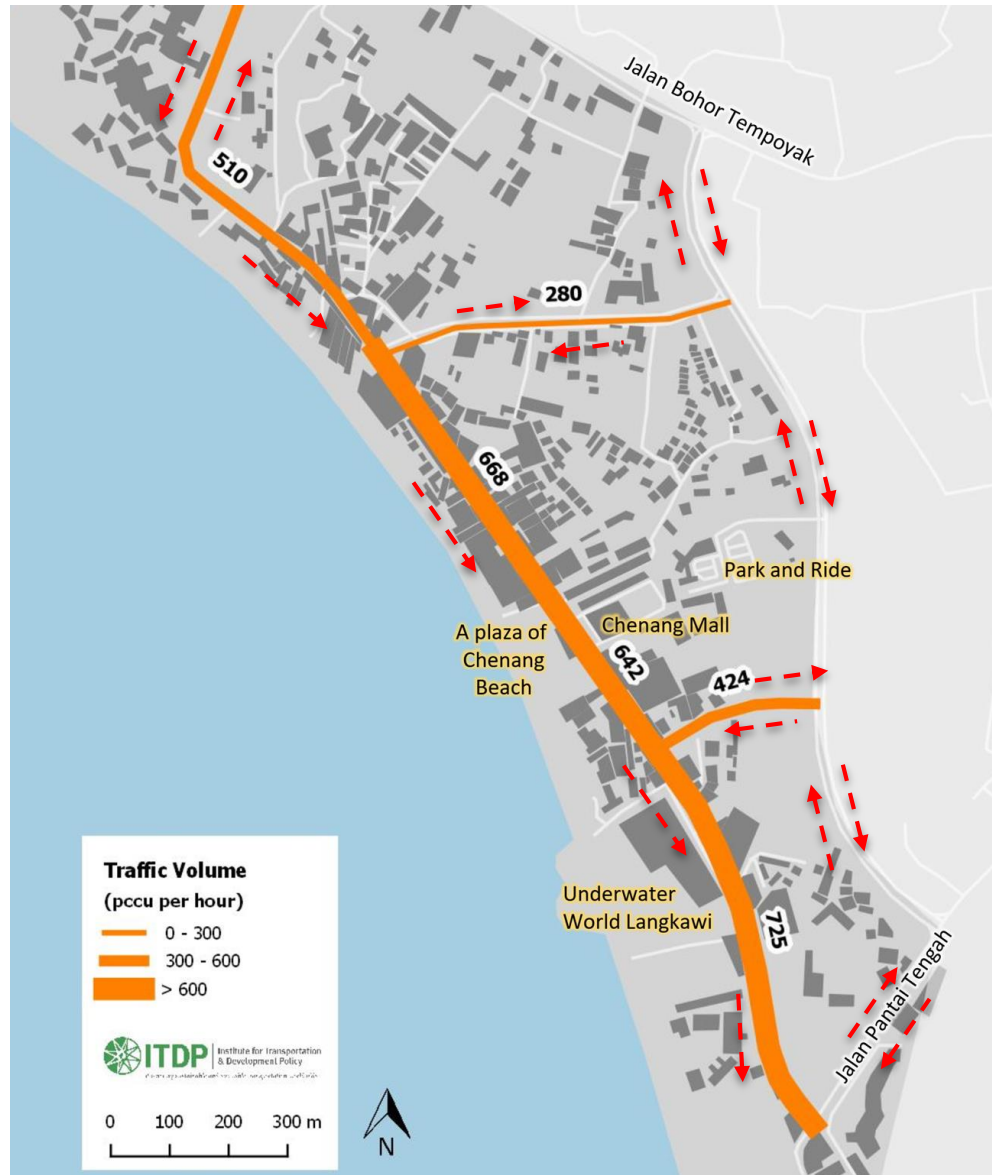 Jalan Bohor Tempoyak
510
280
668
Park and Ride
Chenang Mall
A plaza of
Chenang
Beach
642
424
Underwater
World Langkawi
725
Jalan Pantai Tengah
Traffic Volume
(pccu per hour)
0 - 300
300 - 600
> 600
ITDP
Institute for Transportation
& Development Policy
0 100 200 300 m
N